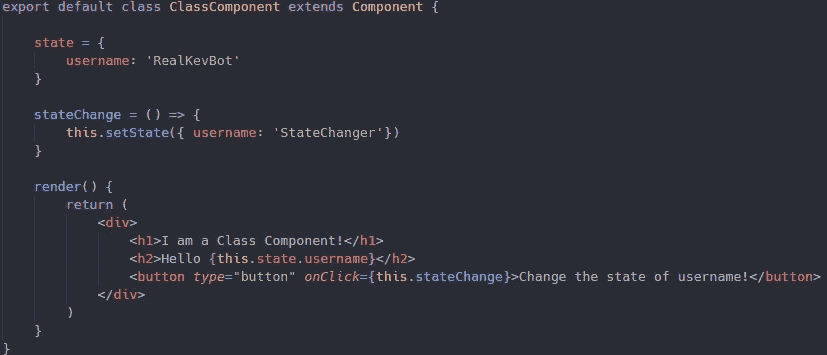 export default class ClassComponent extends Component {
state = {
username: 'RealKevBot'
}
stateChange = () => {
this.setState({ username: 'StateChanger'})
}
render() {
return (
<div>
<h1>I am a Class Component!</h1>
<h2>Hello {this.state.username}</h2>
<button type="button" onClick={this.stateChange}>Change the state of username!</button>
</div>
)
}
}